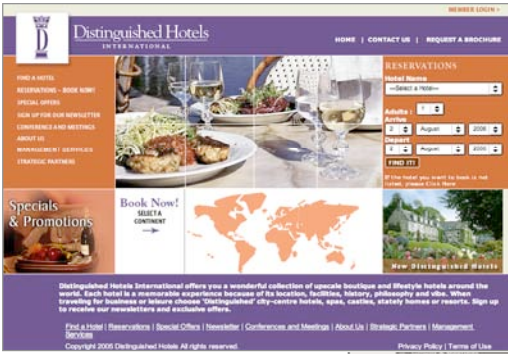 MEMBER LOGIN >
D
Distinguished Hotels
INTERNATIONAL
HOME | CONTACT US | REQUEST A BROCHURE
FIND A HOTEL
RESERVATIONS - BOOK NOW!
SPECIAL OFFERS
SIGN UP FOR OUR NEWSLETTER
CONFERENCE AND MEETINGS
ABOUT US
MANAGEMENT SERVICES
STRATEGIC PARTNERS
RESERVATIONS
Hotel Name
Adults :
Arrive
2 August 2006
Depart
August 2006
FIND IT!
If the hotel you want to book is not
listed, please Click Here
Specials
& Promotions
Book Now!
SELECT A
CONTINENT
New Distinguished Hotels
Distinguished Hotels International offers you a wonderful collection of upscale boutique and lifestyle hotels around the
world. Each hotel is a memorable experience because of its location, facilities, history, philosophy and vibe. When
traveling for business or leisure choose 'Distinguished' city-centre hotels, spas, castles, stately homes or resorts. Sign up
to receive our newsletters and exclusive offers.
Find a Hotel | Reservations | Special Offers | Newsletter | Conferences and Meetings | About Us | Strategic Partners | Management
Services
Copyright 2006 Distinguished Hotels All rights reserved.
Privacy Policy | Terms of Use